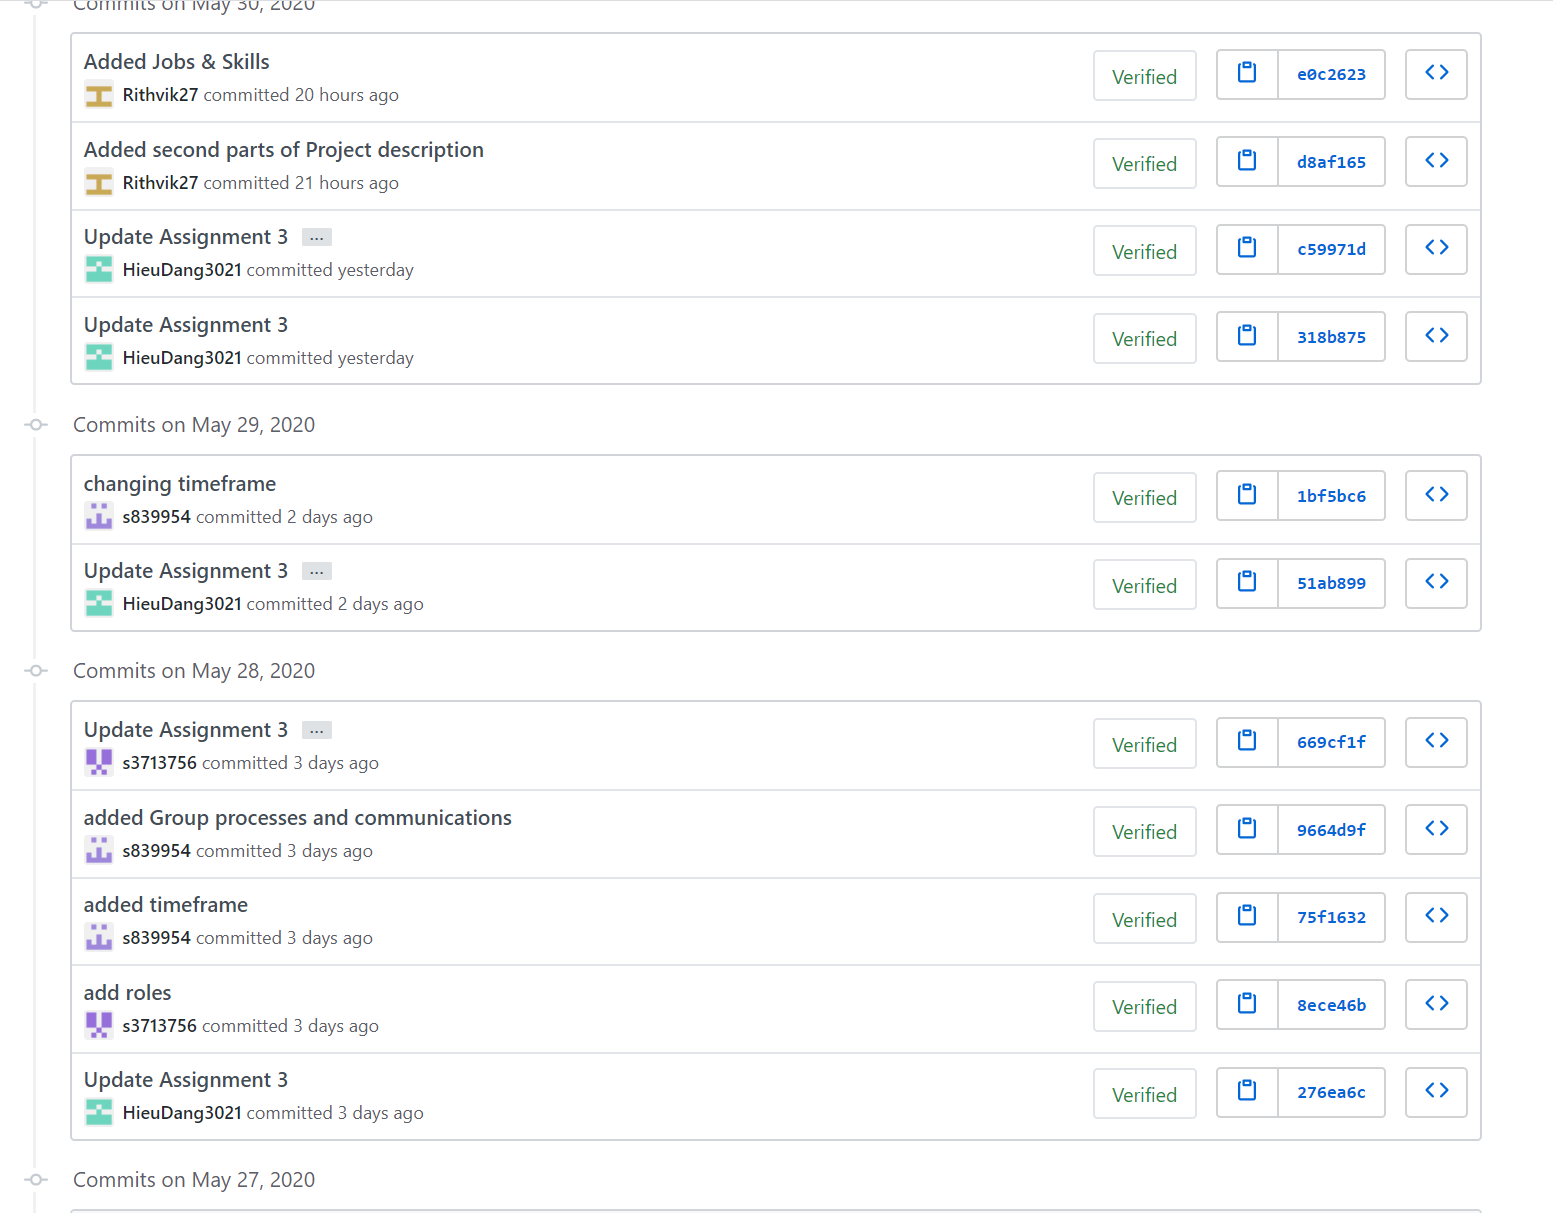 Commits on May 30, 2020
Added Jobs & Skills
Rithvik27 committed 20 hours ago
Verified
e0c2623
Added second parts of Project description
Rithvik27 committed 21 hours ago
Verified
d8af165
Update Assignment 3 ...
HieuDang3021 committed yesterday
Verified
c59971d
Update Assignment 3
HieuDang3021 committed yesterday
Verified
318b875
Commits on May 29, 2020
changing timeframe
s839954 committed 2 days ago
Verified
1bf5bc6
Update Assignment 3 ...
HieuDang3021 committed 2 days ago
Verified
51ab899
Commits on May 28, 2020
Update Assignment 3 ...
s3713756 committed 3 days ago
Verified
669cf1f
added Group processes and communications
s839954 committed 3 days ago
Verified
9664d9f
added timeframe
s839954 committed 3 days ago
Verified
75f1632
add roles
s3713756 committed 3 days ago
Verified
8ece46b
Update Assignment 3
HieuDang3021 committed 3 days ago
Verified
276ea6c
Commits on May 27, 2020